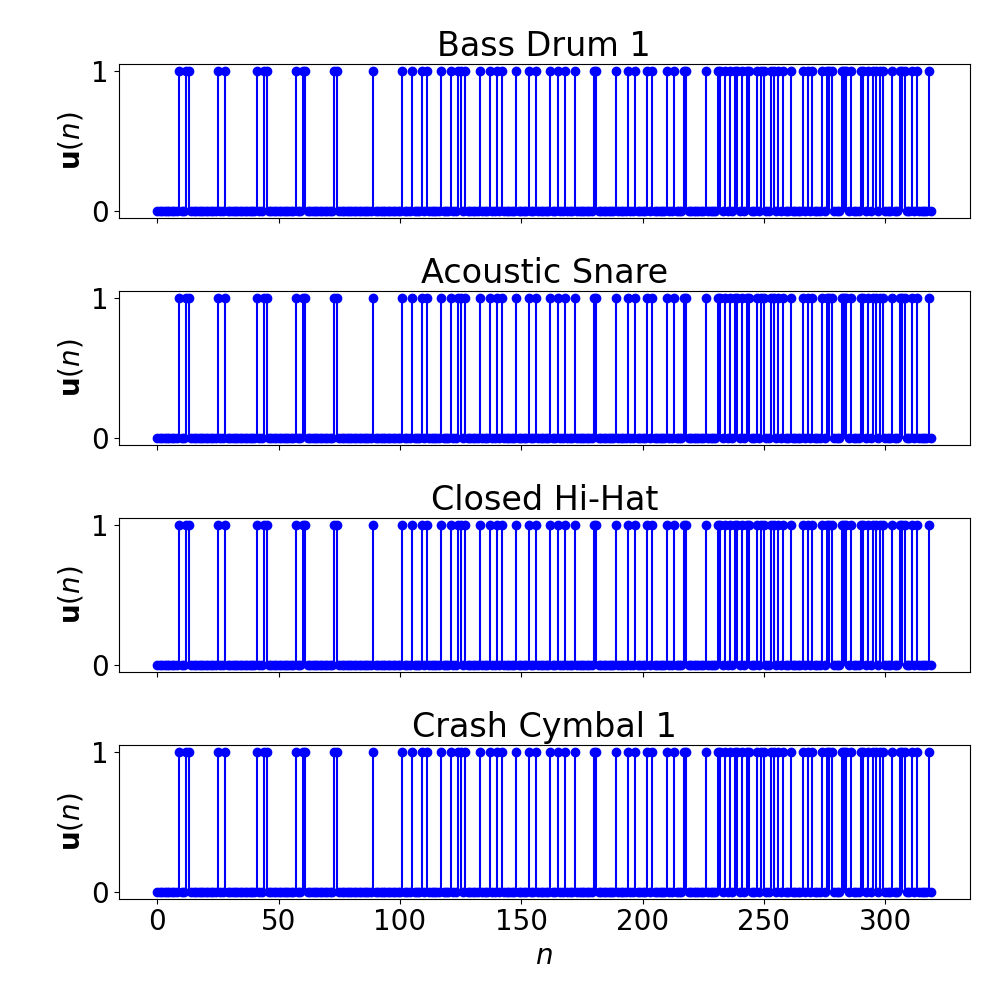 Bass Drum 1
1
u(n)
0
Acoustic Snare
1
u(n)
0
Closed Hi-Hat
1
u(n)
0
Crash Cymbal 1
1
u(n)
0
0 50 100 150 200 250 300
n